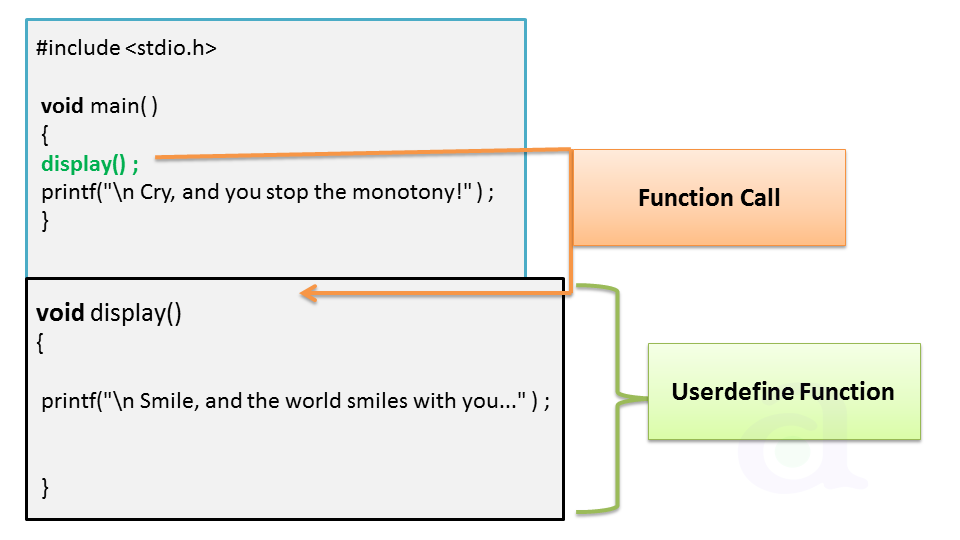 #include <stdio.h>
void main( )
{
display() ;
printf("\n Cry, and you stop the monotony!" ) ;
}
Function Call
void display()
{
printf("\n Smile, and the world smiles with you..." ) ;
}
Userdefine Function